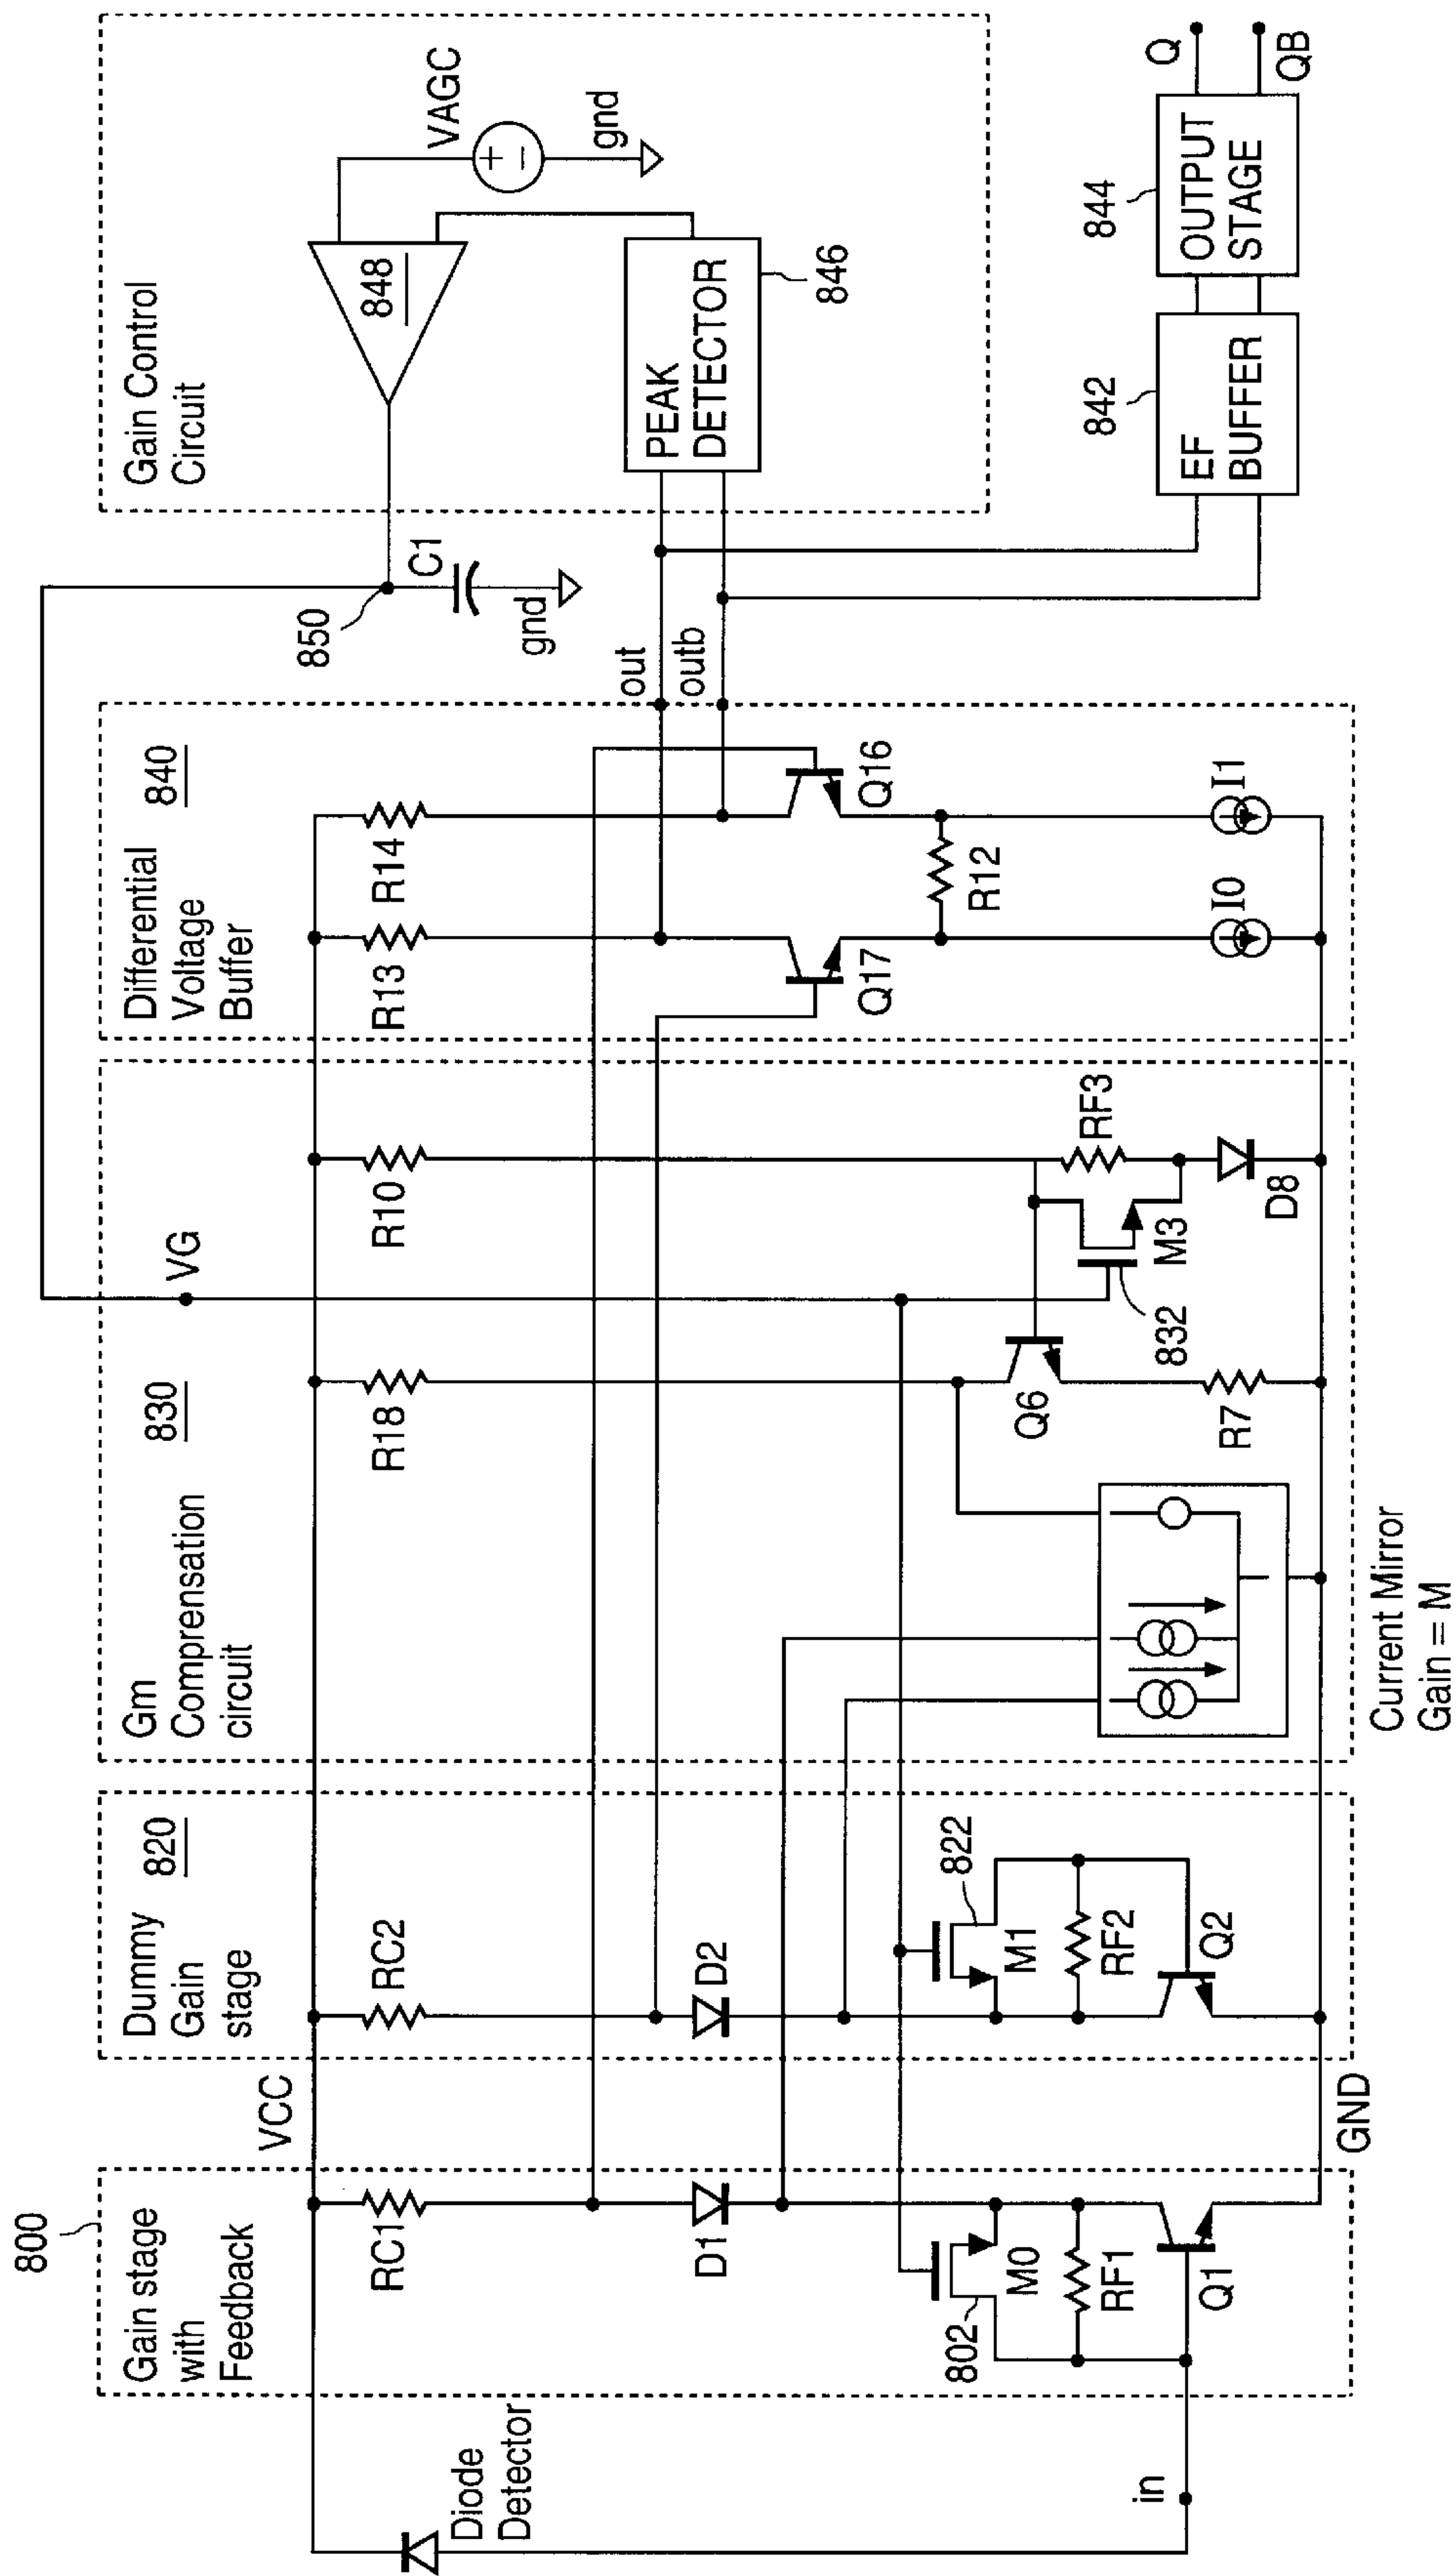 800
Gain stage
with
Feedback
VCC
RC1
D1
M0
802
RF1
Q1
GND
Diode
Detector
in
Dummy
Gain
stage
820
RC2
D2
822
M1
RF2
Q2
Gm
Comprensation
circuit
830
VG
R18
R10
Q6
832
M3
RF3
R7
D8
Current Mirror
Gain = M
Differential
Voltage
Buffer
840
R13
R14
Q17
Q16
R12
I0
I1
out
outb
850
C1
gnd
Gain Control
Circuit
848
VAGC
+
−
gnd
PEAK
DETECTOR
846
842
EF
BUFFER
844
OUTPUT
STAGE
Q
QB